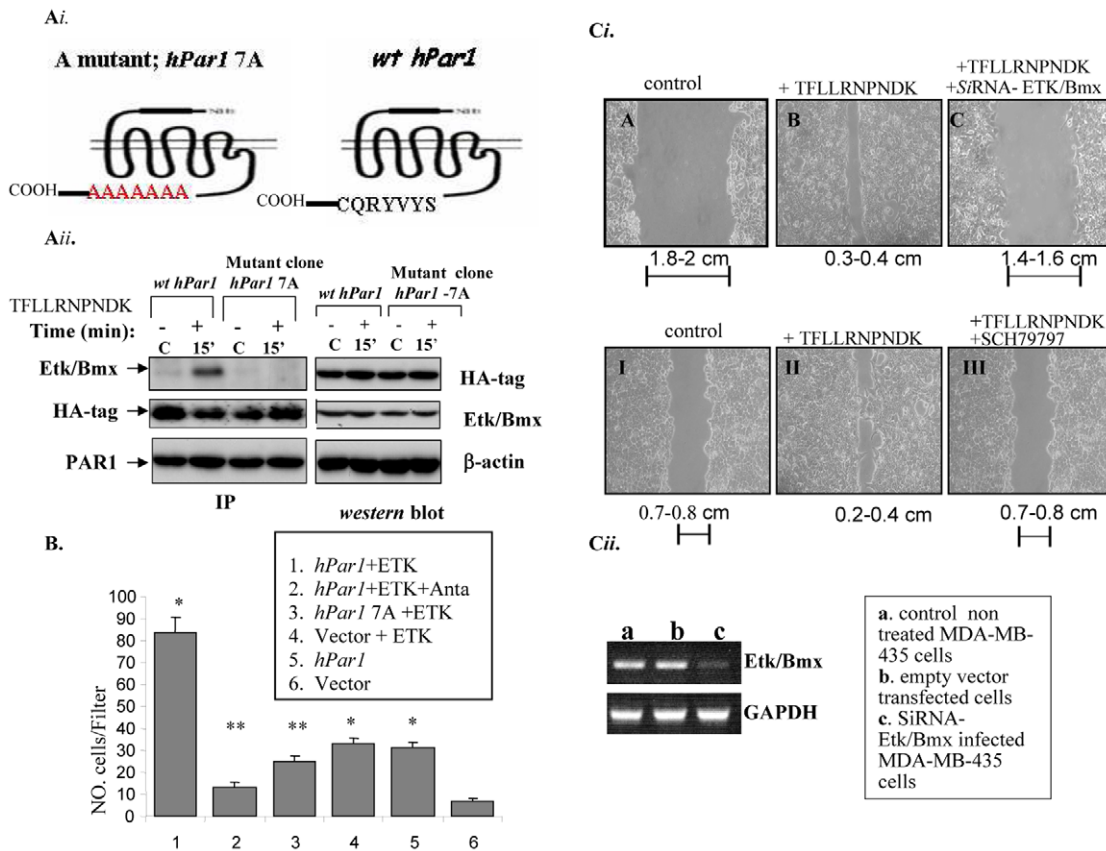 Ai.
A mutant; hPar1 7A
wt hPar1
COOH
AAAAAAA
COOH
CQRYVYS
Aii.
wt hPar1
Mutant clone
hPar1 7A
wt hPar1
Mutant clone
hPar1 -7A
TFLLRNPNDK
Time (min):
- + - + - + - +
C 15' C 15' C 15' C 15'
Etk/Bmx
HA-tag
HA-tag
Etk/Bmx
PAR1
β-actin
IP
western blot
B.
1. hPar1+ETK
2. hPar1+ETK+Anta
3. hPar1 7A +ETK
4. Vector + ETK
5. hPar1
6. Vector
NO. cells/Filter
100
90
80
70
60
50
40
30
20
10
0
* ** ** * *
1 2 3 4 5 6
Ci.
control
+ TFLLRNPNDK
+TFLLRNPNDK
+SiRNA- ETK/Bmx
A B C
1.8-2 cm
0.3-0.4 cm
1.4-1.6 cm
control
+ TFLLRNPNDK
+TFLLRNPNDK
+SCH79797
I II III
0.7-0.8 cm
0.2-0.4 cm
0.7-0.8 cm
Cii.
a b c
Etk/Bmx
GAPDH
a. control non
treated MDA-MB-
435 cells
b. empty vector
transfected cells
c. SiRNA-
Etk/Bmx infected
MDA-MB-435
cells